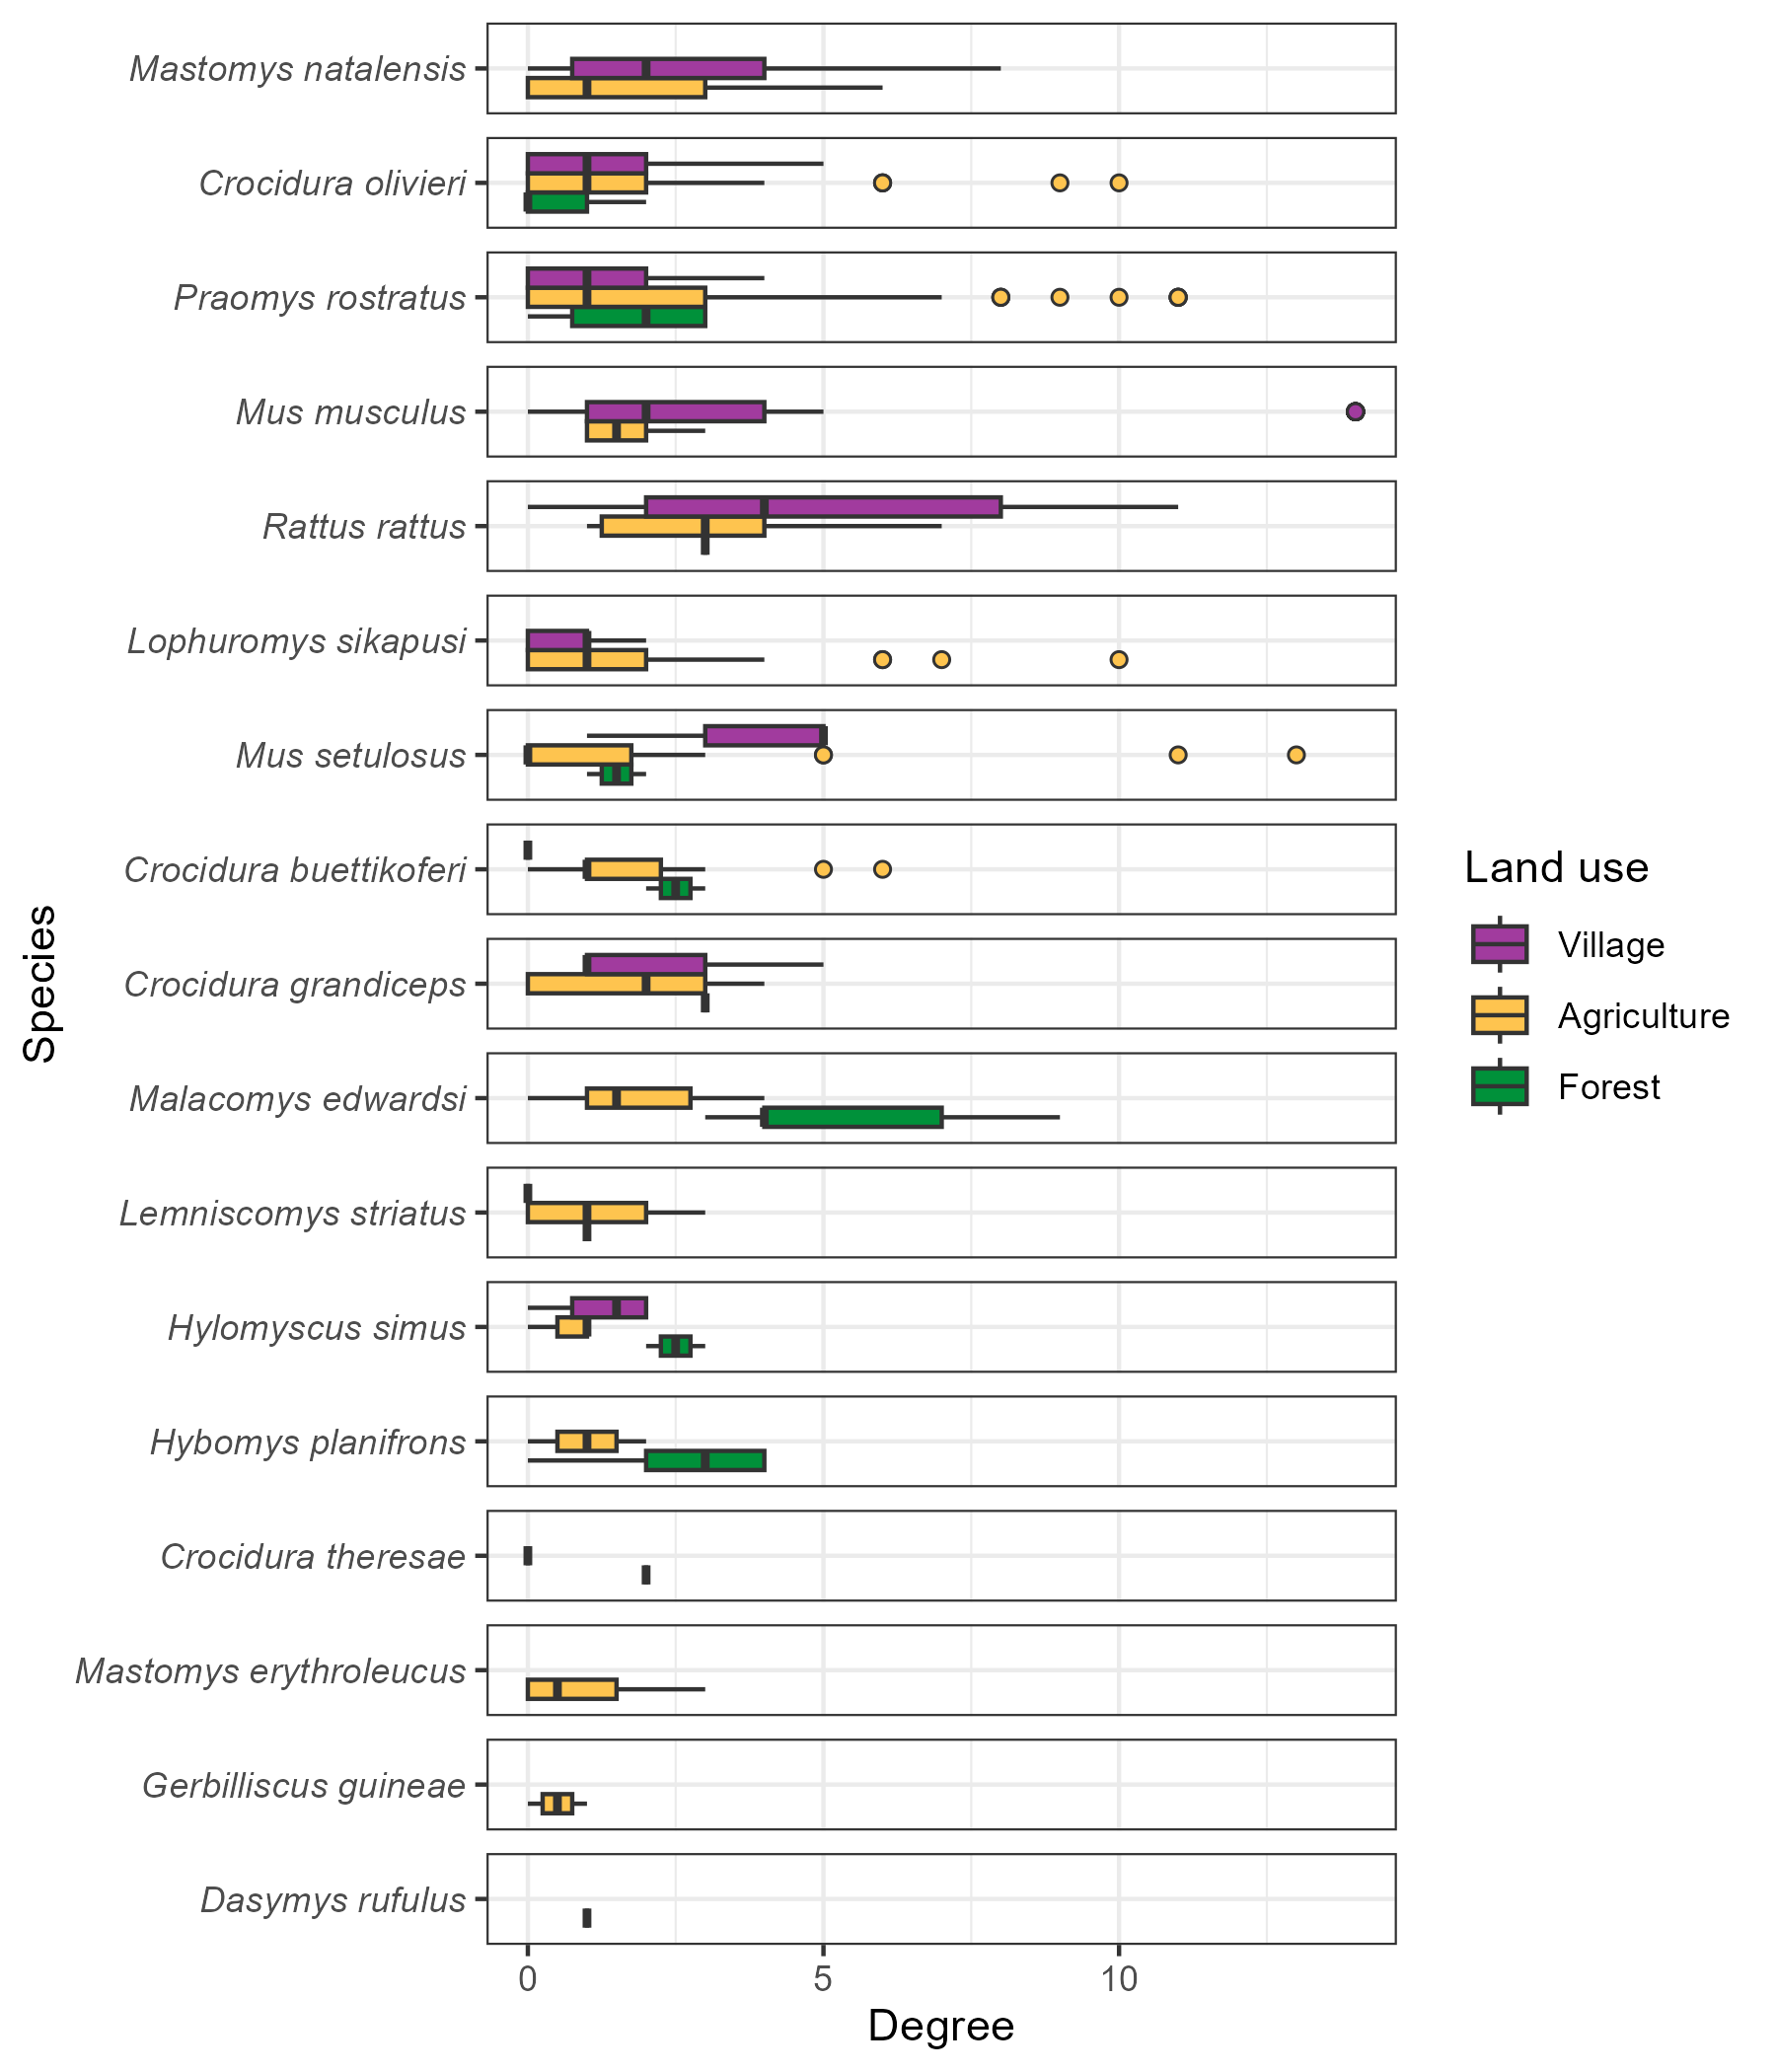 Mastomys natalensis
Crocidura olivieri
Praomys rostratus
Mus musculus
Rattus rattus
Lophuromys sikapusi
Mus setulosus
Crocidura buettikoferi
Crocidura grandiceps
Malacomys edwardsi
Lemniscomys striatus
Hylomyscus simus
Hybomys planifrons
Crocidura theresae
Mastomys erythroleucus
Gerbilliscus guineae
Dasymys rufulus
Species
0 5 10
Degree
Land use
Village
Agriculture
Forest